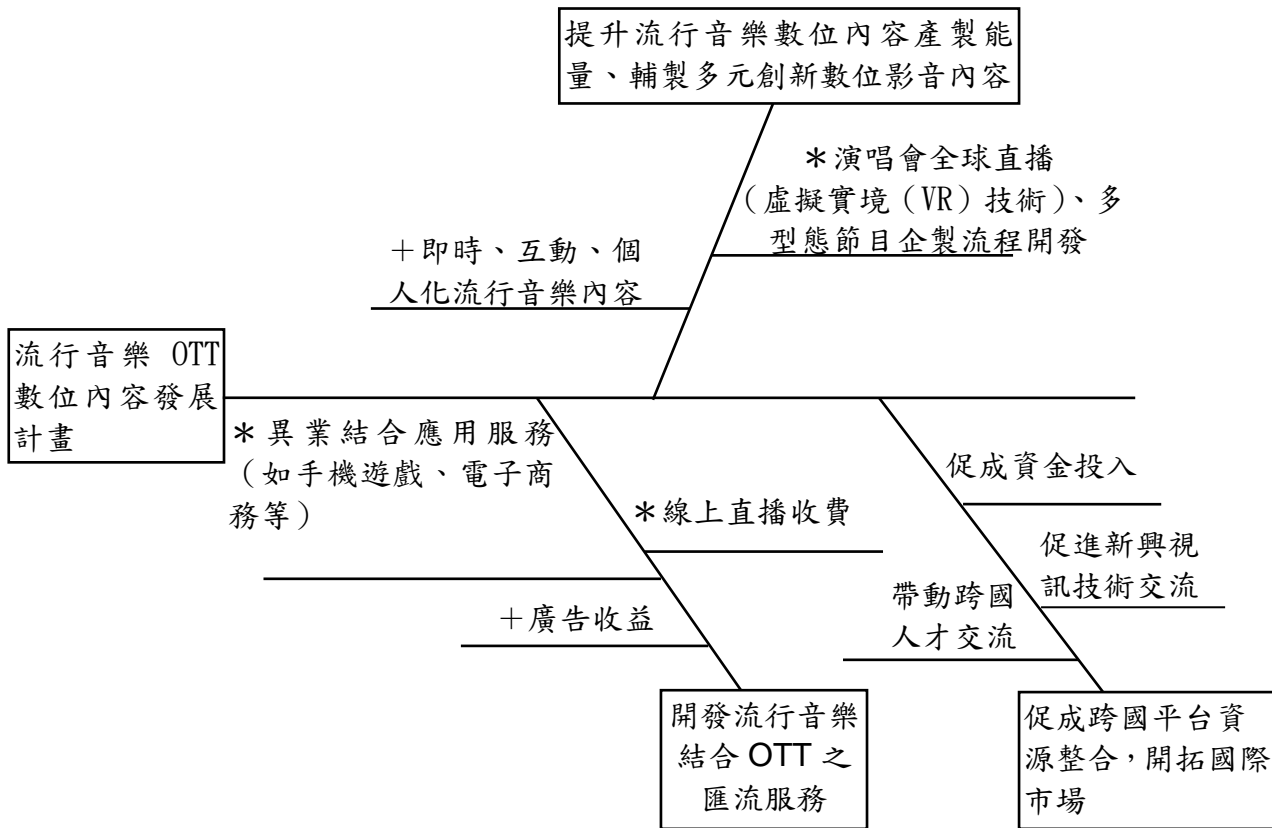 提升流行音樂數位內容產製能
量、輔製多元創新數位影音內容
＊演唱會全球直播
（虛擬實境（VR）技術）、多
型態節目企製流程開發
＋即時、互動、個
人化流行音樂內容
流行音樂 OTT
數位內容發展
計畫
＊異業結合應用服務
（如手機遊戲、電子商
務等）
＊線上直播收費
＋廣告收益
促成資金投入
促進新興視
訊技術交流
帶動跨國
人才交流
開發流行音樂
結合 OTT 之
匯流服務
促成跨國平台資
源整合，開拓國際
市場